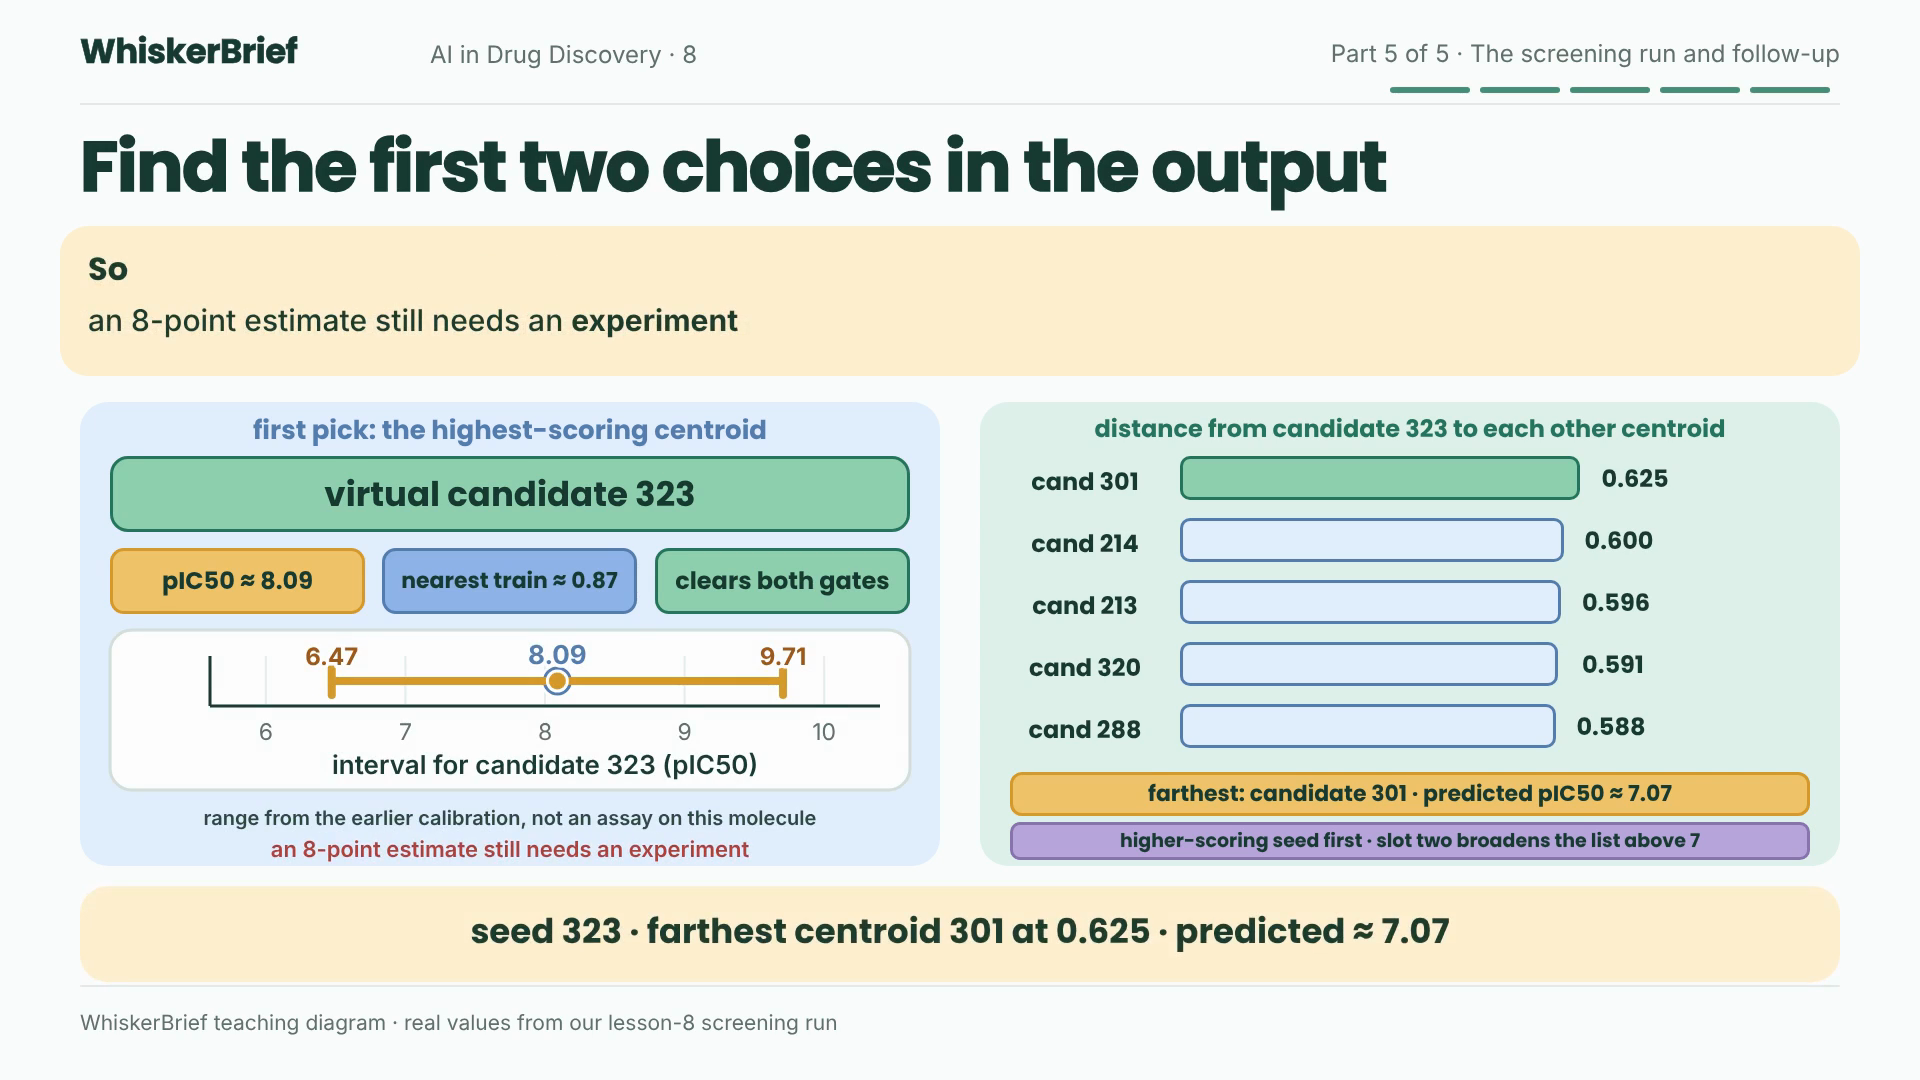 WhiskerBrief
AI in Drug Discovery · 8
Part 5 of 5 · The screening run and follow-up
Find the first two choices in the output
So
an 8-point estimate still needs an experiment
first pick: the highest-scoring centroid
virtual candidate 323
pIC50 ≈ 8.09
nearest train ≈ 0.87
clears both gates
6.47
8.09
9.71
6
7
8
9
10
interval for candidate 323 (pIC50)
range from the earlier calibration, not an assay on this molecule
an 8-point estimate still needs an experiment
distance from candidate 323 to each other centroid
cand 301
0.625
cand 214
0.600
cand 213
0.596
cand 320
0.591
cand 288
0.588
farthest: candidate 301 · predicted pIC50 ≈ 7.07
higher-scoring seed first · slot two broadens the list above 7
seed 323 · farthest centroid 301 at 0.625 · predicted ≈ 7.07
WhiskerBrief teaching diagram · real values from our lesson-8 screening run